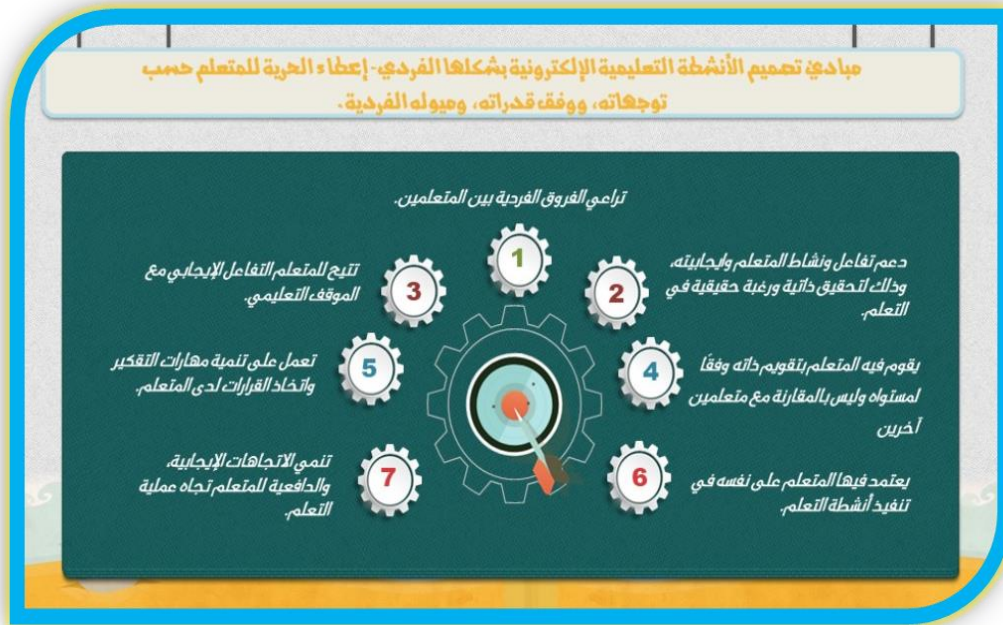 مبادئ تصميم الأنشطة التعليمية الإلكترونية بشكلها الفردي- إعطاء الحرية للمتعلم حسب
توجهاته، ووفق قدراته، وميوله الفردية.
تراعي الفروق الفردية بين المتعلمين.
1
دعم تفاعل ونشاط المتعلم وايجابيته،
وذلك لتحقيق ذاتية ورغبة حقيقية في
التعلم.
2
تتيح للمتعلم التفاعل الإيجابي مع
الموقف التعليمي.
3
يقوم فيه المتعلم بتقويم ذاته وفقًا
لمستواه وليس بالمقارنة مع متعلمين
آخرين
4
تعمل على تنمية مهارات التفكير
واتخاذ القرارات لدى المتعلم.
5
يعتمد فيها المتعلم على نفسه في
تنفيذ أنشطة التعلم.
6
تنمي الاتجاهات الإيجابية،
والدافعية للمتعلم تجاه عملية
التعلم.
7